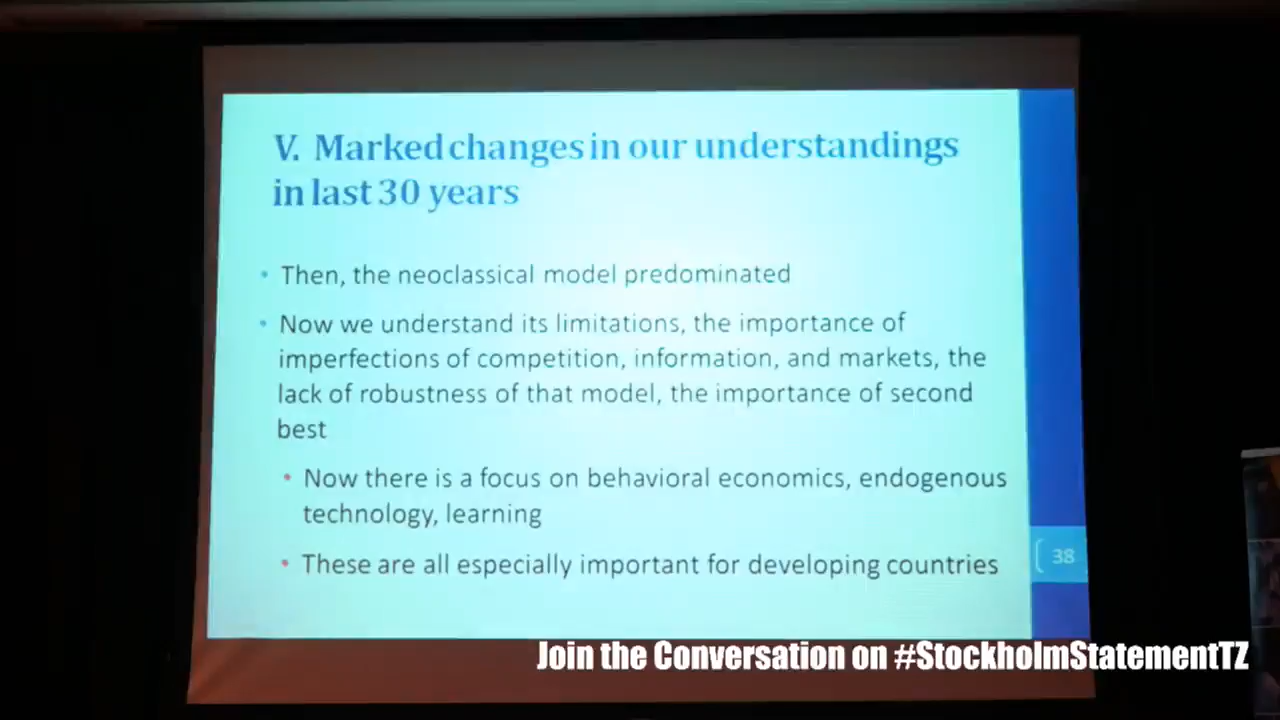 V. Marked changes in our understandings
in last 30 years
• Then, the neoclassical model predominated
• Now we understand its limitations, the importance of
imperfections of competition, information, and markets, the
lack of robustness of that model, the importance of second
best
• Now there is a focus on behavioral economics, endogenous
technology, learning
• These are all especially important for developing countries
38
Join the Conversation on #StockholmStatementTZ